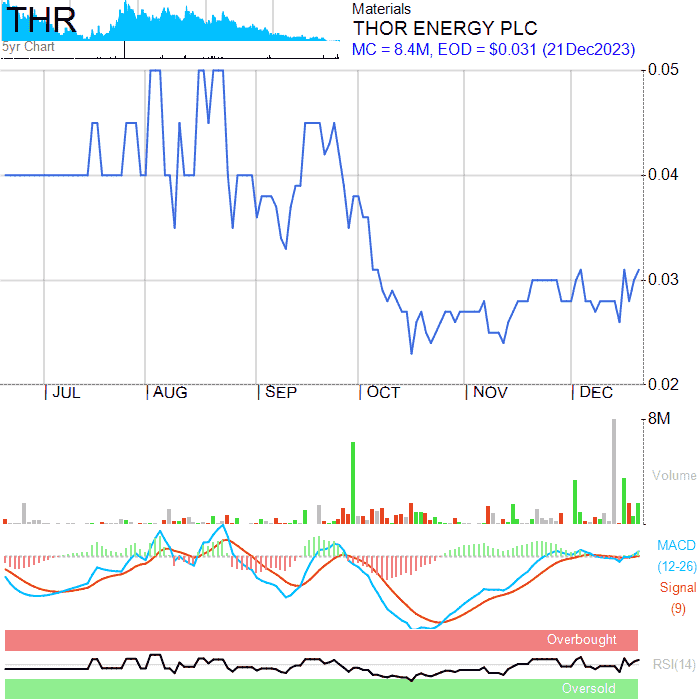 THR
5yr Chart
Materials
THOR ENERGY PLC
MC = 8.4M, EOD = $0.031 (21Dec2023)
0.05
0.04
0.03
0.02
JUL AUG SEP OCT NOV DEC
8M
Volume
MACD
(12-26)
Signal
(9)
Overbought
RSI(14)
Oversold